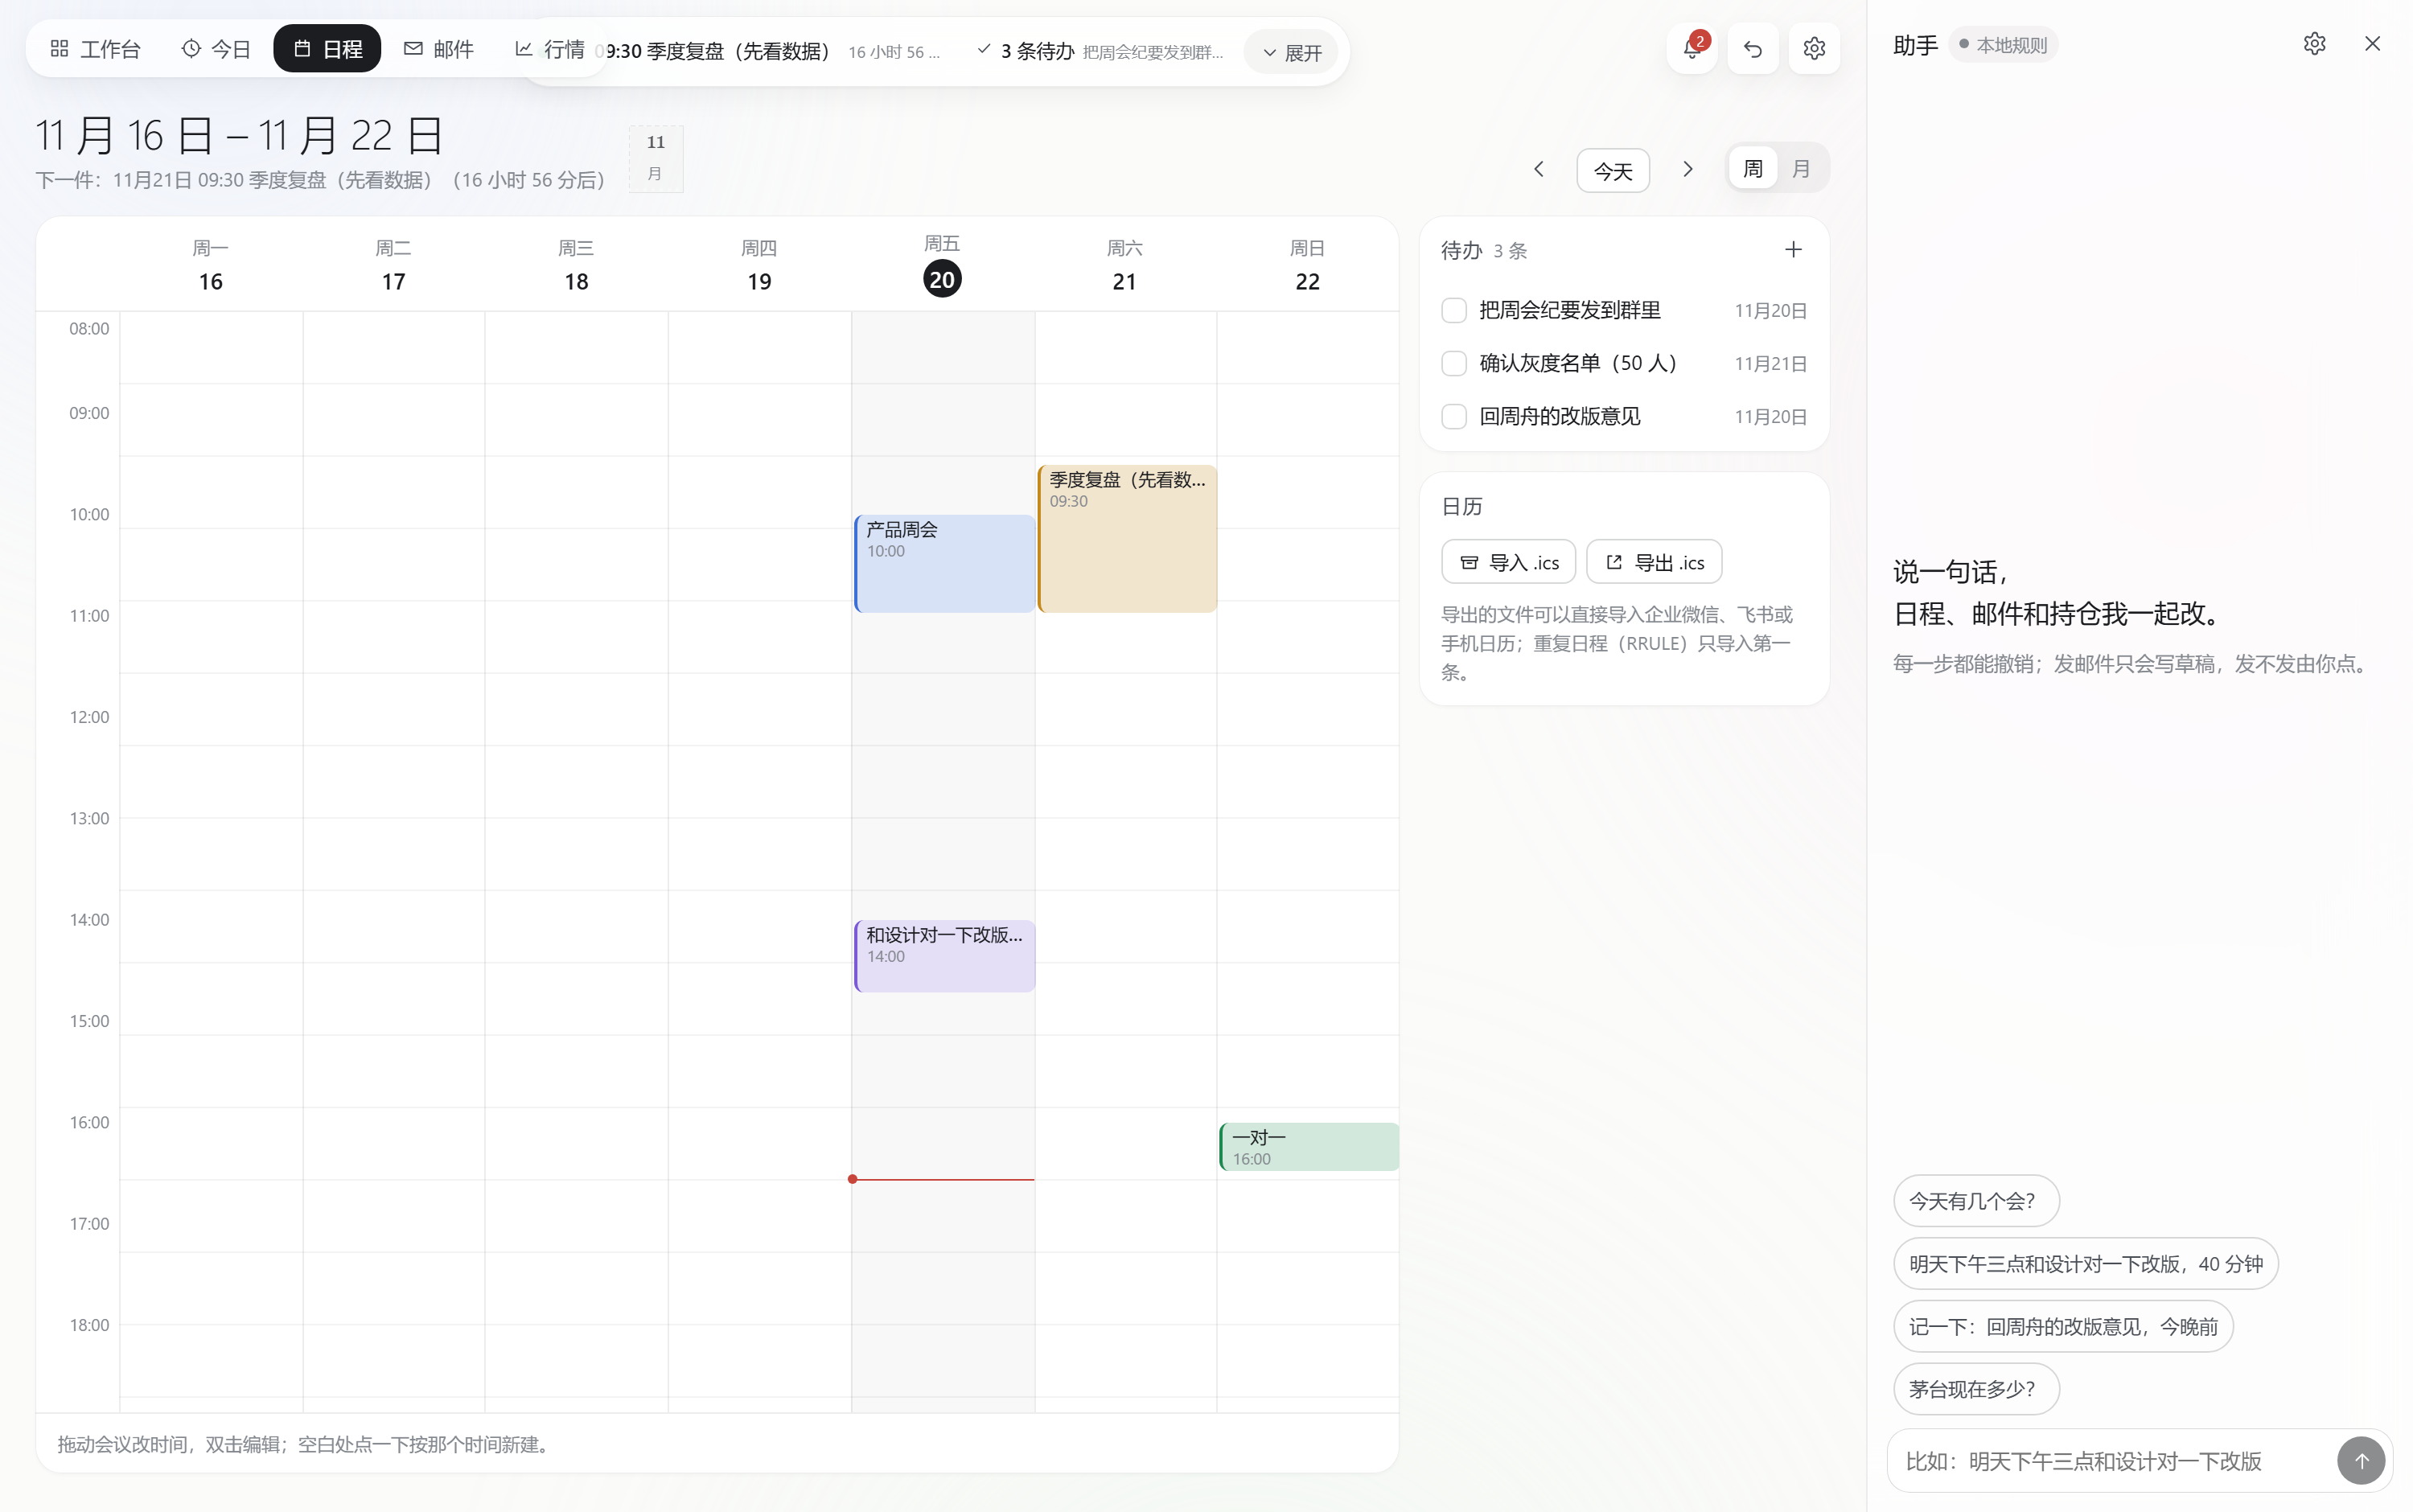 工作台 今日 日程 邮件 行情 9:30 季度复盘（先看数据） 16 小时 56 ... 3 条待办 把周会纪要发到群... 展开 2
助手 本地规则
11 月 16 日 – 11 月 22 日
下一件：11月21日 09:30 季度复盘（先看数据）（16 小时 56 分后）
11
月
今天 周 月
周一 周二 周三 周四 周五 周六 周日
16 17 18 19 20 21 22
08:00
09:00
10:00
11:00
12:00
13:00
14:00
15:00
16:00
17:00
18:00
产品周会
10:00
季度复盘（先看数...
09:30
和设计对一下改版...
14:00
一对一
16:00
拖动会议改时间，双击编辑；空白处点一下按那个时间新建。
待办 3 条
把周会纪要发到群里 11月20日
确认灰度名单（50 人） 11月21日
回周舟的改版意见 11月20日
日历
导入 .ics 导出 .ics
导出的文件可以直接导入企业微信、飞书或
手机日历；重复日程（RRULE）只导入第一
条。
说一句话，
日程、邮件和持仓我一起改。
每一步都能撤销；发邮件只会写草稿，发不发由你点。
今天有几个会？
明天下午三点和设计对一下改版，40 分钟
记一下：回周舟的改版意见，今晚前
茅台现在多少？
比如：明天下午三点和设计对一下改版